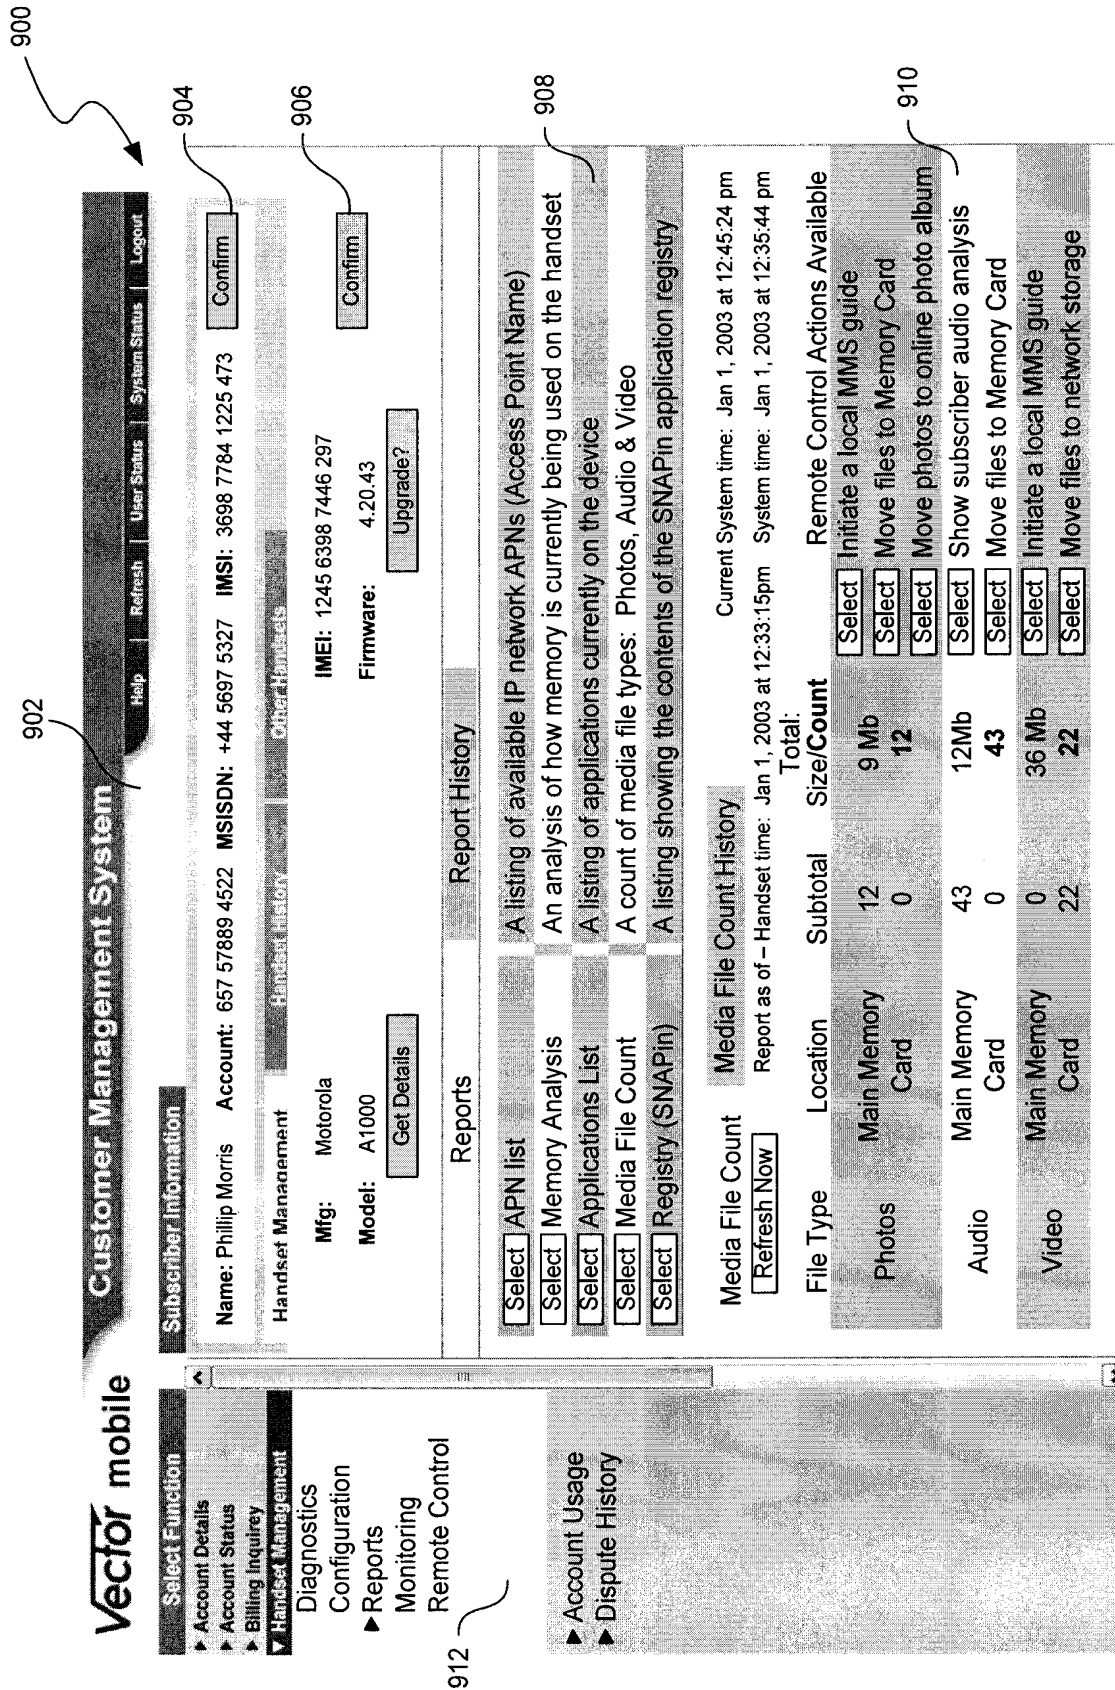 900
902
Vector mobile
Customer Management System
Help | Refresh | User Status | System Status | Logout
Select Function
▶ Account Details
▶ Account Status
▶ Billing Inquirey
▼ Handset Management
Diagnostics
Configuration
▶ Reports
Monitoring
Remote Control
912
▶ Account Usage
▶ Dispute History
Subscriber Information
904
Name: Phillip Morris Account: 657 57889 4522 MSISDN: +44 5697 5327 IMSI: 3698 7764 1225 473 Confirm
Handset Management Handset History Other Handsets
906
Mfg: Motorola IMEI: 1245 6398 7446 297 Confirm
Model: A1000 Firmware: 4.20.43
Get Details Upgrade?
Reports Report History
Select APN list A listing of available IP network APNs (Access Point Name)
Select Memory Analysis An analysis of how memory is currently being used on the handset
Select Applications List A listing of applications currently on the device
908
Select Media File Count A count of media file types: Photos, Audio & Video
Select Registry (SNAPin) A listing showing the contents of the SNAPin application registry
Media File Count Media File Count History Current System time: Jan 1, 2003 at 12:45:24 pm
Refresh Now Report as of – Handset time: Jan 1, 2003 at 12:33:15pm System time: Jan 1, 2003 at 12:35:44 pm
Total:
File Type Location Subtotal Size/Count Remote Control Actions Available
Photos Main Memory 12 9 Mb Select Initiate a local MMS guide
Card 0 12 Select Move files to Memory Card
Select Move photos to online photo album
910
Audio Main Memory 43 12Mb Select Show subscriber audio analysis
Card 0 43 Select Move files to Memory Card
Video Main Memory 0 36 Mb Select Initiate a local MMS guide
Card 22 22 Select Move files to network storage